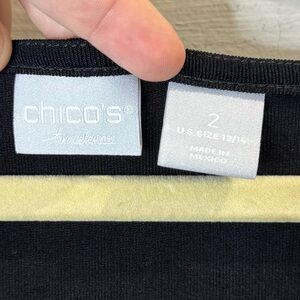 chico's®
travelers
2
U.S. SIZE 12/14
MADE IN
MEXICO